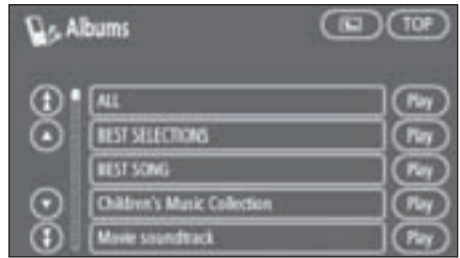 Albums
TOP
ALL Play
BEST SELECTIONS Play
BEST SONG Play
Children's Music Collection Play
Movie soundtrack Play